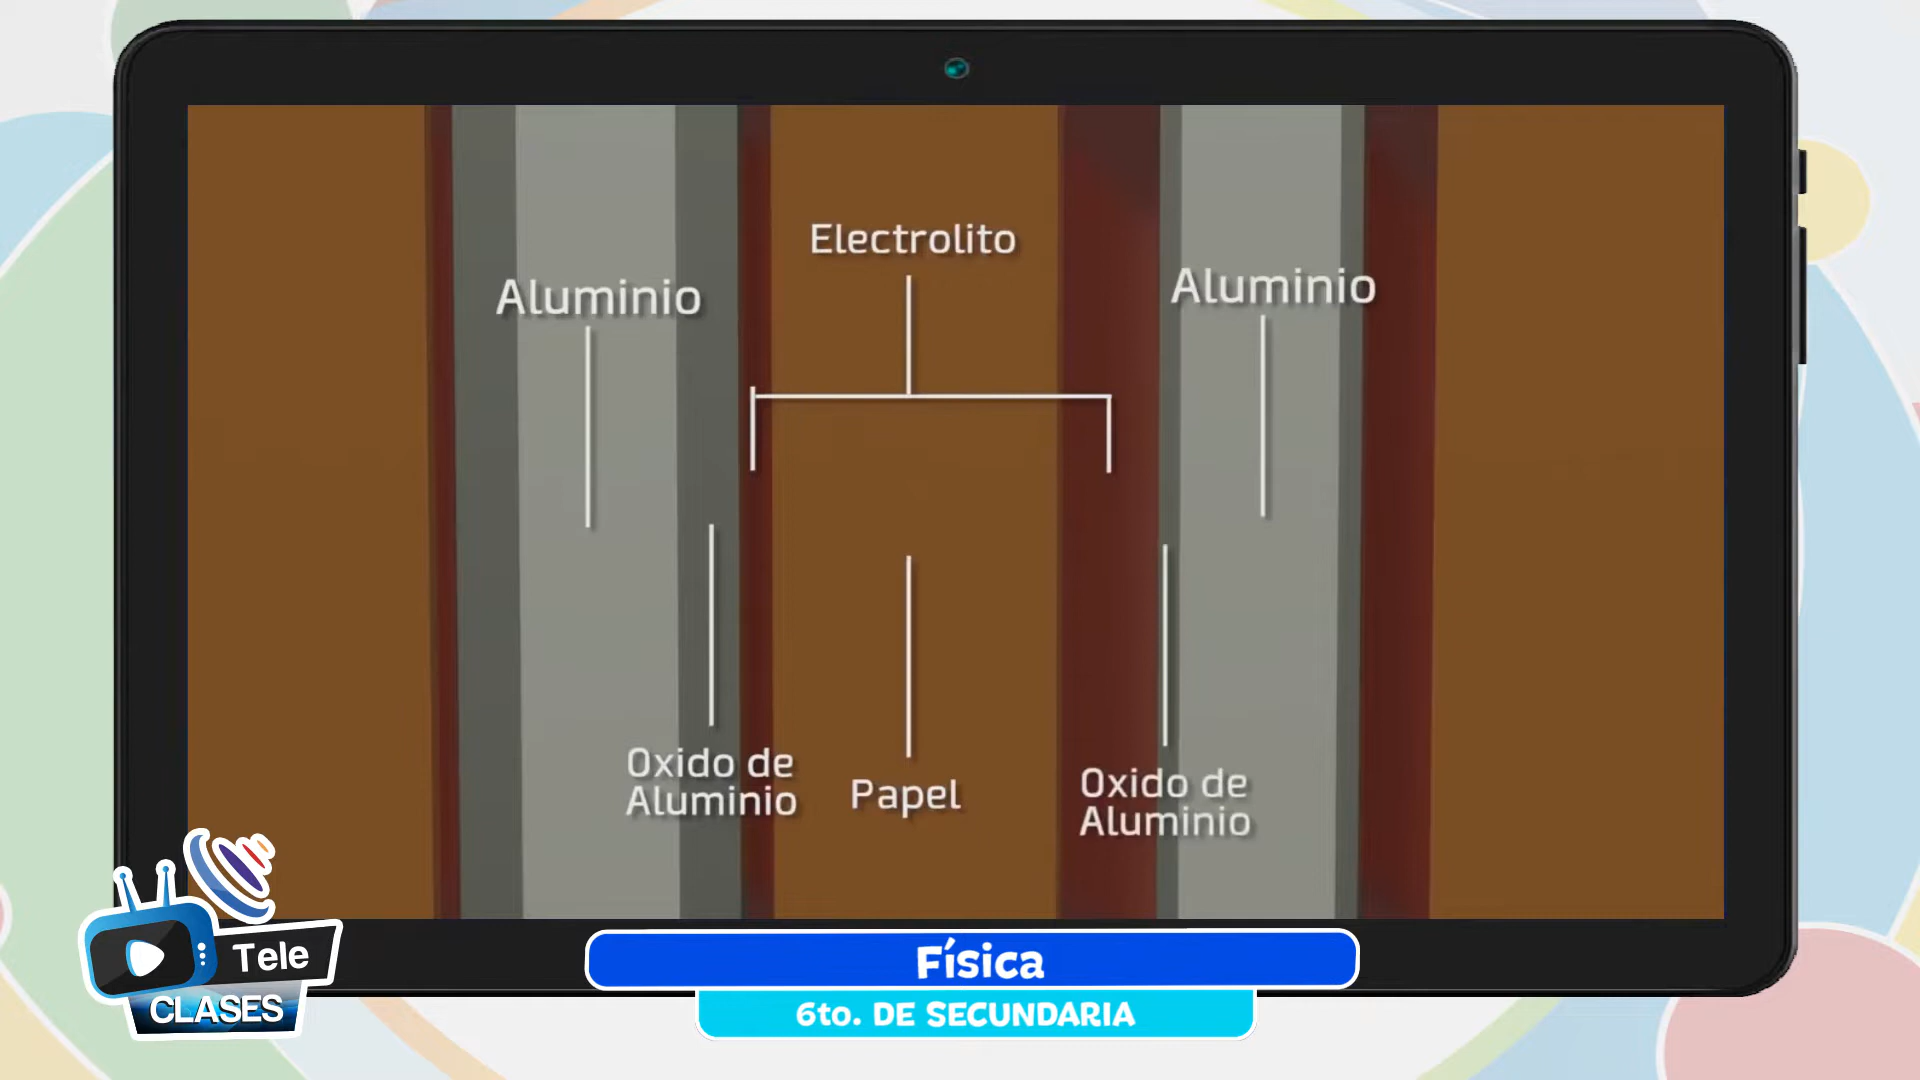 Electrolito
Aluminio
Aluminio
Oxido de
Aluminio
Papel
Oxido de
Aluminio
Tele
CLASES
Física
6to. DE SECUNDARIA